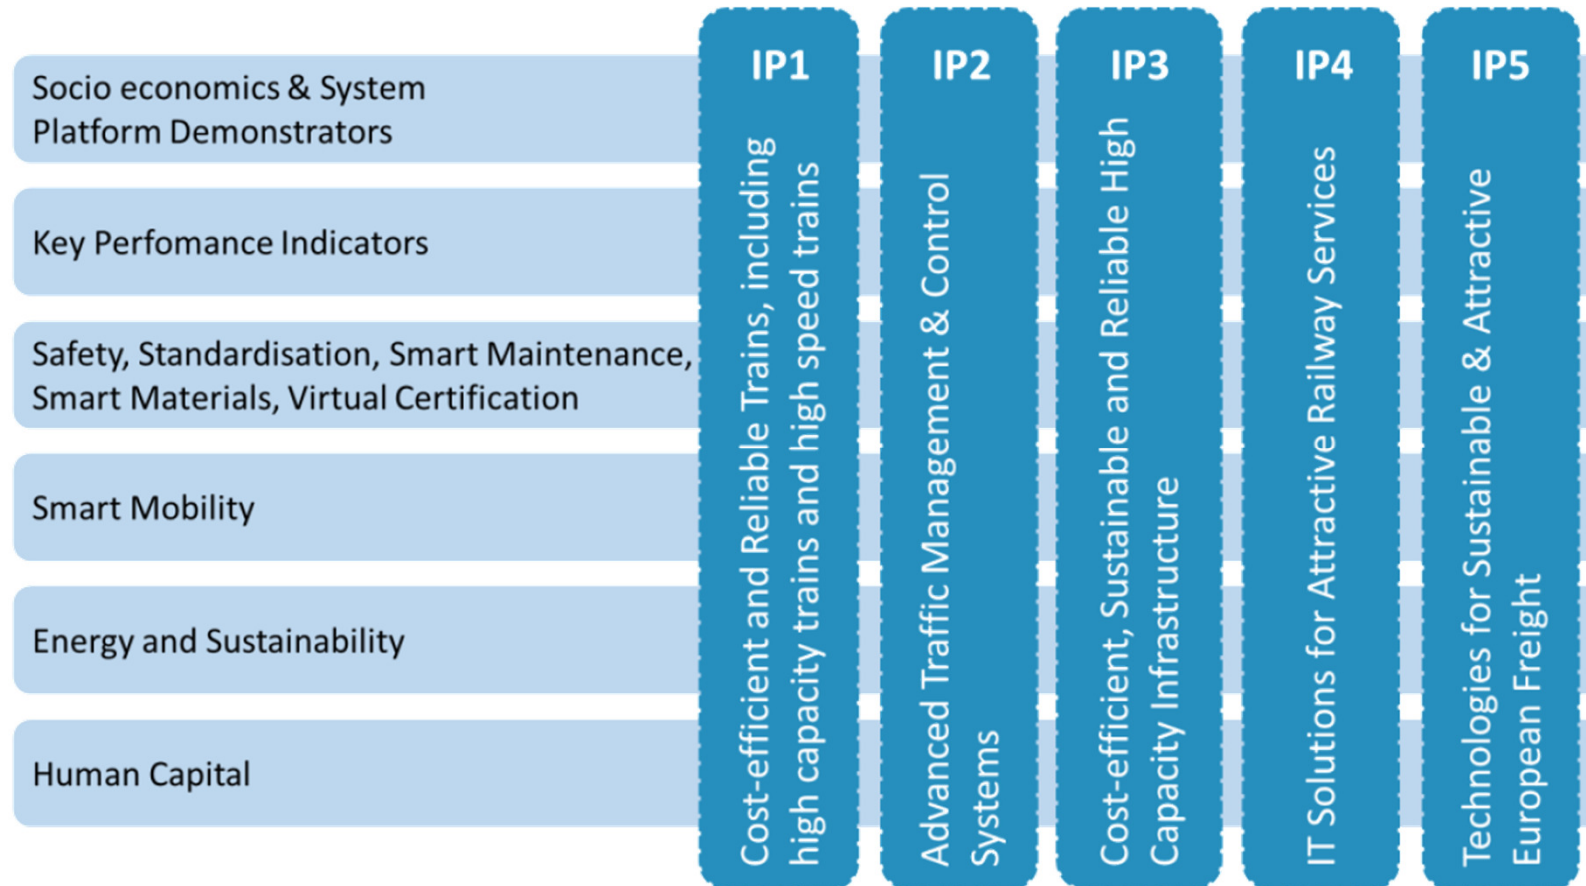 Socio economics & System
Platform Demonstrators
Key Perfomance Indicators
Safety, Standardisation, Smart Maintenance,
Smart Materials, Virtual Certification
Smart Mobility
Energy and Sustainability
Human Capital
IP1
Cost-efficient and Reliable Trains, including
high capacity trains and high speed trains
IP2
Advanced Traffic Management & Control
Systems
IP3
Cost-efficient, Sustainable and Reliable High
Capacity Infrastructure
IP4
IT Solutions for Attractive Railway Services
IP5
Technologies for Sustainable & Attractive
European Freight